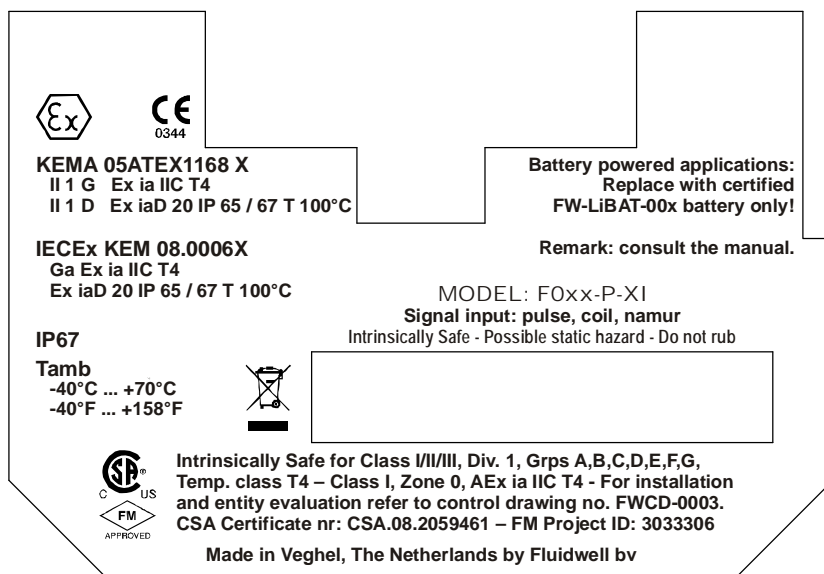 Ex
CE
0344
KEMA 05ATEX1168 X
II 1 G Ex ia IIC T4
II 1 D Ex iaD 20 IP 65 / 67 T 100°C
Battery powered applications:
Replace with certified
FW-LiBAT-00x battery only!
IECEx KEM 08.0006X
Ga Ex ia IIC T4
Ex iaD 20 IP 65 / 67 T 100°C
Remark: consult the manual.
MODEL: F0xx-P-XI
Signal input: pulse, coil, namur
Intrinsically Safe - Possible static hazard - Do not rub
IP67
Tamb
-40°C ... +70°C
-40°F ... +158°F
SA ®
C US
FM
APPROVED
Intrinsically Safe for Class I/II/III, Div. 1, Grps A,B,C,D,E,F,G,
Temp. class T4 – Class I, Zone 0, AEx ia IIC T4 - For installation
and entity evaluation refer to control drawing no. FWCD-0003.
CSA Certificate nr: CSA.08.2059461 – FM Project ID: 3033306
Made in Veghel, The Netherlands by Fluidwell bv